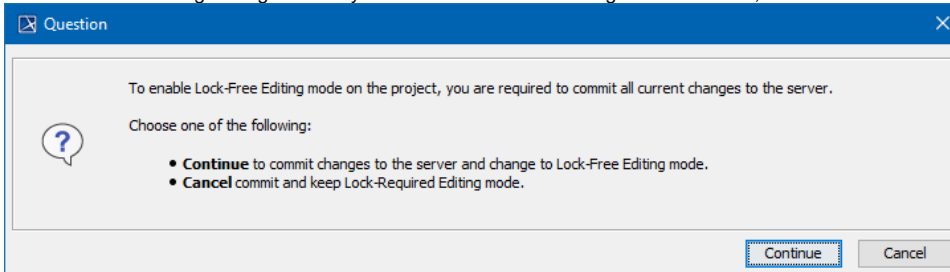 Question
To enable Lock-Free Editing mode on the project, you are required to commit all current changes to the server.
Choose one of the following:
• Continue to commit changes to the server and change to Lock-Free Editing mode.
• Cancel commit and keep Lock-Required Editing mode.
Continue Cancel